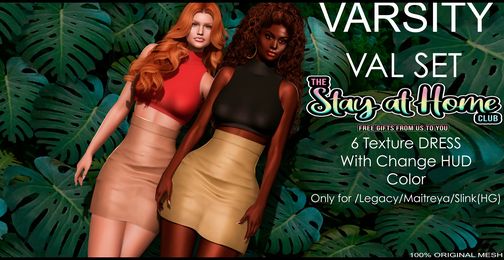 VARSITY
VAL SET
THE
Stay at Home
CLUB
FREE GIFTS FROM US TO YOU
6 Texture DRESS
With Change HUD
Color
Only for /Legacy/Maitreya/Slink(HG)
100% ORIGINAL MESH